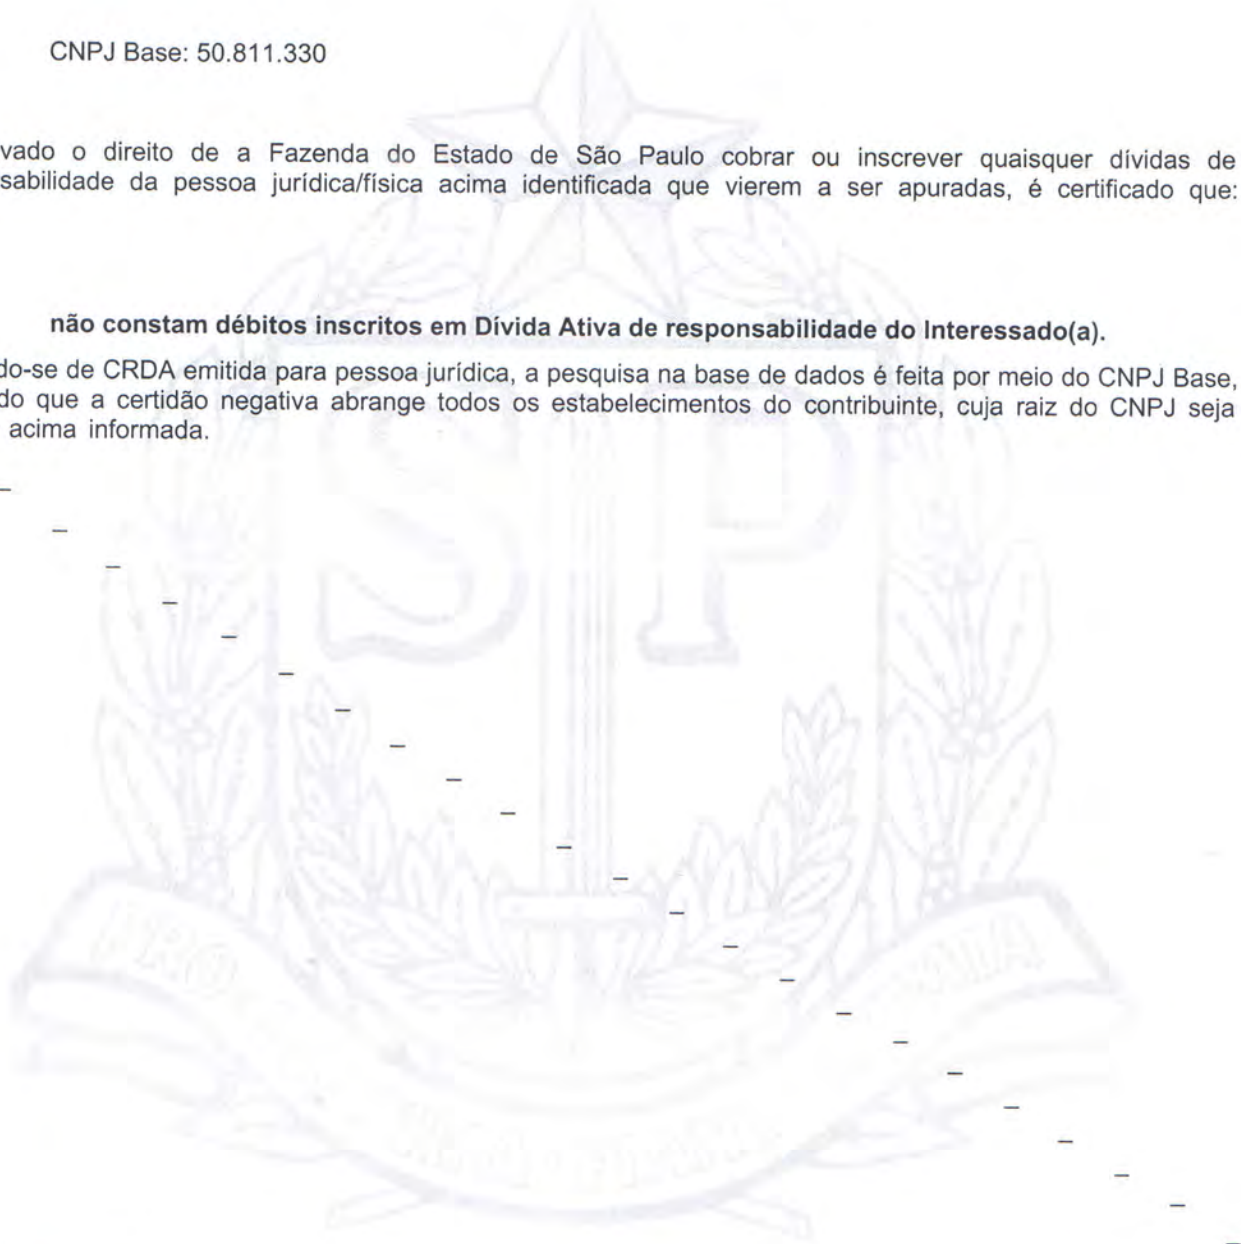 CNPJ Base: 50.811.330
vado o direito de a Fazenda do Estado de São Paulo cobrar ou inscrever quaisquer dívidas de
sabilidade da pessoa jurídica/física acima identificada que vierem a ser apuradas, é certificado que:
não constam débitos inscritos em Dívida Ativa de responsabilidade do Interessado(a).
do-se de CRDA emitida para pessoa jurídica, a pesquisa na base de dados é feita por meio do CNPJ Base,
do que a certidão negativa abrange todos os estabelecimentos do contribuinte, cuja raiz do CNPJ seja
acima informada.
S P